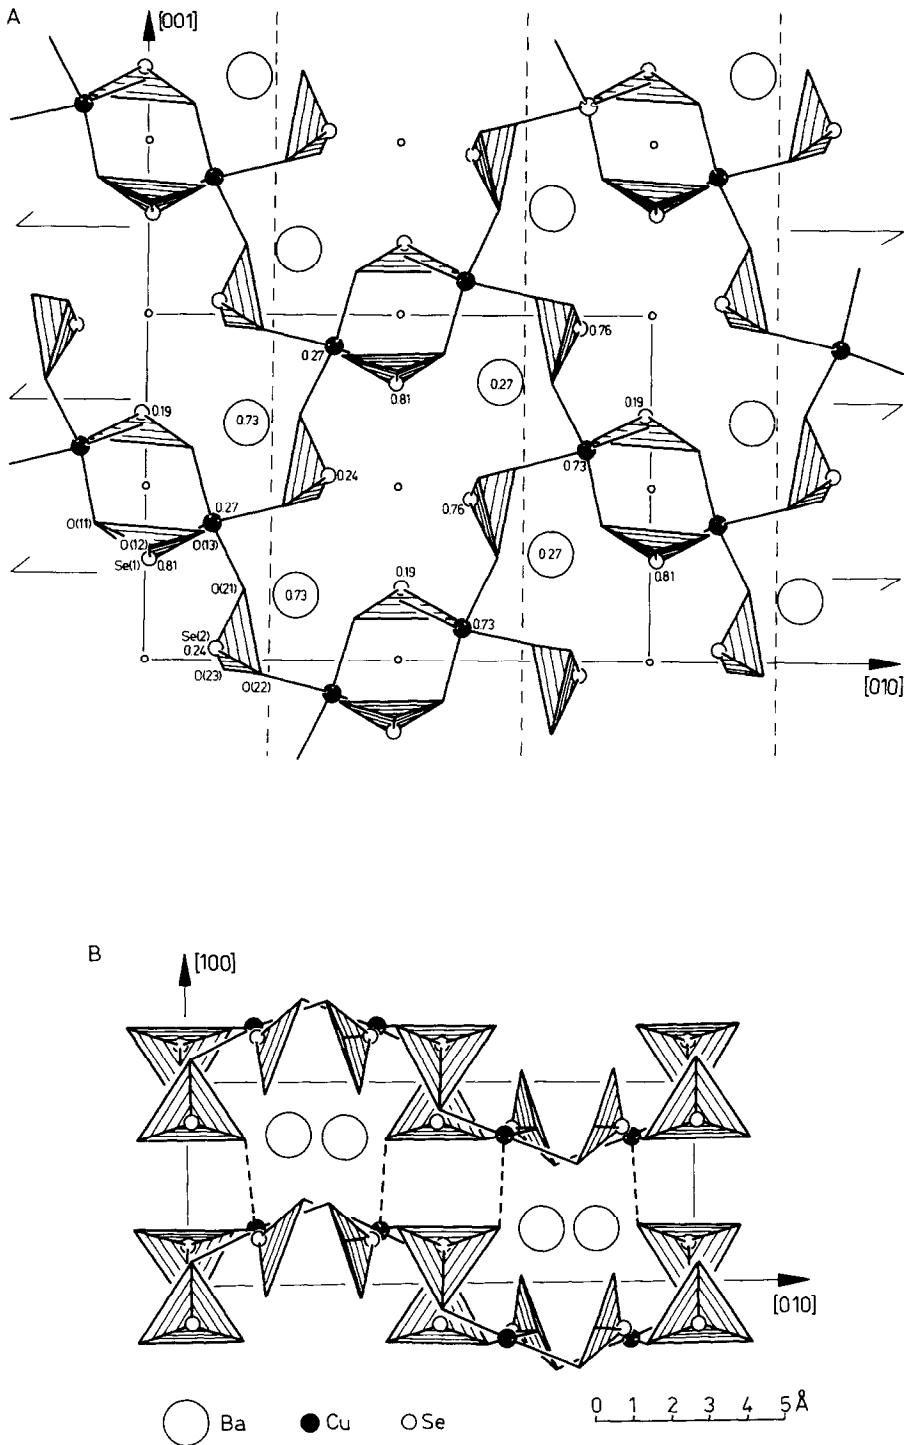 A
[001]
0.76
0.27
0.81
0.27
0.19
0.73
0.19
0.24
0.73
0.76
O(11)
0.27
O(12)
O(13)
Se(1)
0.81
0.27
0.81
0.19
O(21)
0.73
Se(2)
0.24
0.73
O(23)
O(22)
[010]
B
[100]
[010]
Ba
Cu
Se
0 1 2 3 4 5 Å